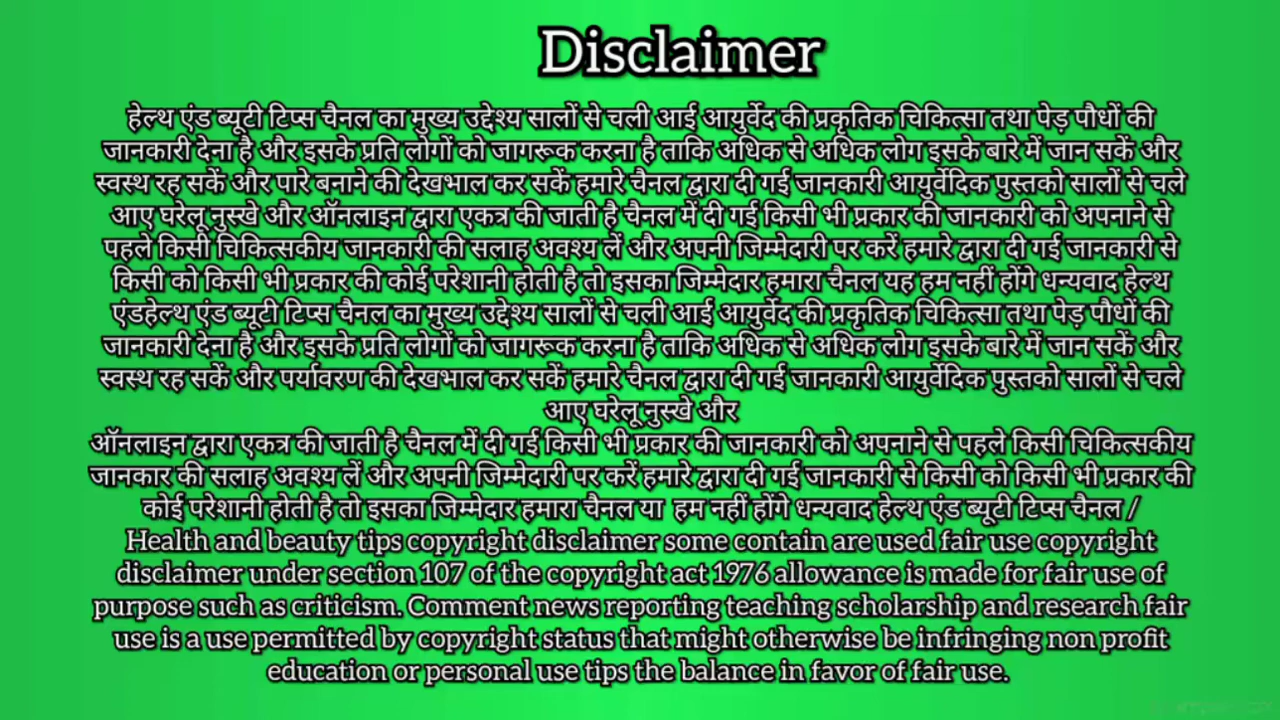 Disclaimer
हेल्थ एंड ब्यूटी टिप्स चैनल का मुख्य उद्देश्य सालों से चली आई आयुर्वेद की प्रकृतिक चिकित्सा तथा पेड़ पौधों की
जानकारी देना है और इसके प्रति लोगों को जागरूक करना है ताकि अधिक से अधिक लोग इसके बारे में जान सकें और
स्वस्थ रह सकें और पारे बनाने की देखभाल कर सकें हमारे चैनल द्वारा दी गई जानकारी आयुर्वेदिक पुस्तको सालों से चले
आए घरेलू नुस्खे और ऑनलाइन द्वारा एकत्र की जाती है चैनल में दी गई किसी भी प्रकार की जानकारी को अपनाने से
पहले किसी चिकित्सकीय जानकारी की सलाह अवश्य लें और अपनी जिम्मेदारी पर करें हमारे द्वारा दी गई जानकारी से
किसी को किसी भी प्रकार की कोई परेशानी होती है तो इसका जिम्मेदार हमारा चैनल यह हम नहीं होंगे धन्यवाद हेल्थ
एंडहेल्थ एंड ब्यूटी टिप्स चैनल का मुख्य उद्देश्य सालों से चली आई आयुर्वेद की प्रकृतिक चिकित्सा तथा पेड़ पौधों की
जानकारी देना है और इसके प्रति लोगों को जागरूक करना है ताकि अधिक से अधिक लोग इसके बारे में जान सकें और
स्वस्थ रह सकें और पर्यावरण की देखभाल कर सकें हमारे चैनल द्वारा दी गई जानकारी आयुर्वेदिक पुस्तको सालों से चले
आए घरेलू नुस्खे और
ऑनलाइन द्वारा एकत्र की जाती है चैनल में दी गई किसी भी प्रकार की जानकारी को अपनाने से पहले किसी चिकित्सकीय
जानकार की सलाह अवश्य लें और अपनी जिम्मेदारी पर करें हमारे द्वारा दी गई जानकारी से किसी को किसी भी प्रकार की
कोई परेशानी होती है तो इसका जिम्मेदार हमारा चैनल या हम नहीं होंगे धन्यवाद हेल्थ एंड ब्यूटी टिप्स चैनल /
Health and beauty tips copyright disclaimer some contain are used fair use copyright
disclaimer under section 107 of the copyright act 1976 allowance is made for fair use of
purpose such as criticism. Comment news reporting teaching scholarship and research fair
use is a use permitted by copyright status that might otherwise be infringing non profit
education or personal use tips the balance in favor of fair use.